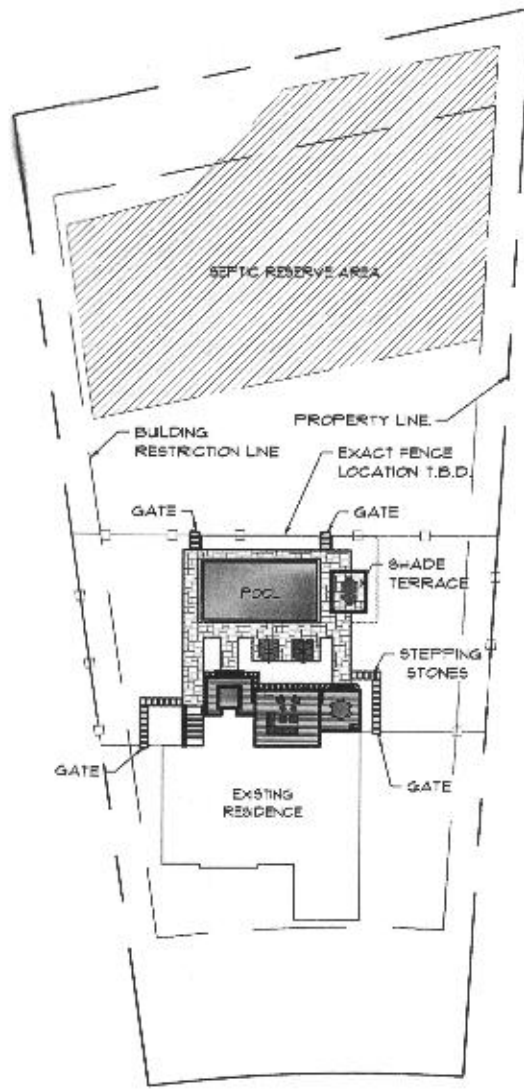 SEPTIC RESERVE AREA
PROPERTY LINE.
BUILDING
RESTRICTION LINE
EXACT FENCE
LOCATION T.B.D.
GATE
GATE
SHADE
TERRACE
POOL
STEPPING
STONES
GATE
GATE
EXISTING
RESIDENCE